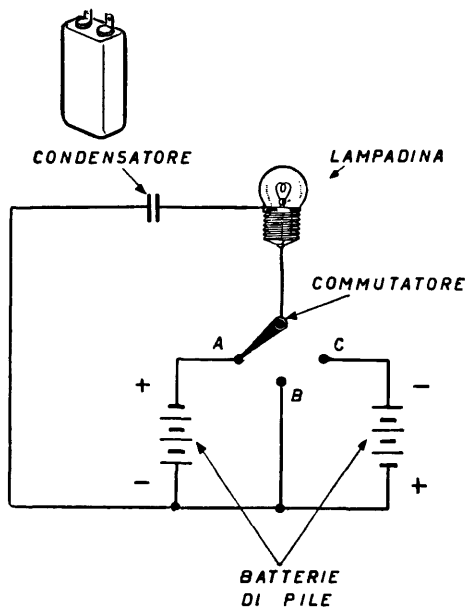 CONDENSATORE
LAMPADINA
COMMUTATORE
A
C
B
+
-
-
+
BATTERIE
DI PILE